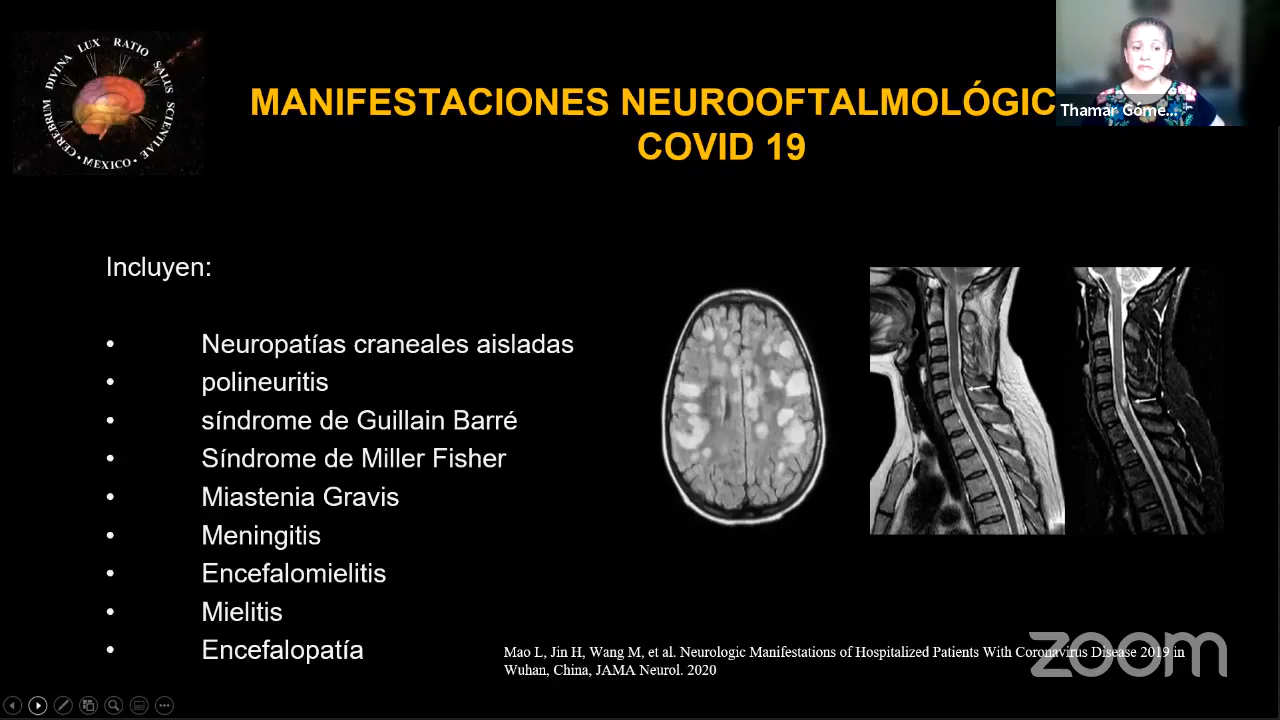 DIVINA LUX RATIO SALUS SCIENTIAE
CEREBRUM • MÉXICO •
MANIFESTACIONES NEUROOFTALMOLÓGIC
COVID 19
Thamar Góme...
Incluyen:
• Neuropatías craneales aisladas
• polineuritis
• síndrome de Guillain Barré
• Síndrome de Miller Fisher
• Miastenia Gravis
• Meningitis
• Encefalomielitis
• Mielitis
• Encefalopatía
Mao L, Jin H, Wang M, et al. Neurologic Manifestations of Hospitalized Patients With Coronavirus Disease 2019 in
Wuhan, China, JAMA Neurol. 2020
zoom